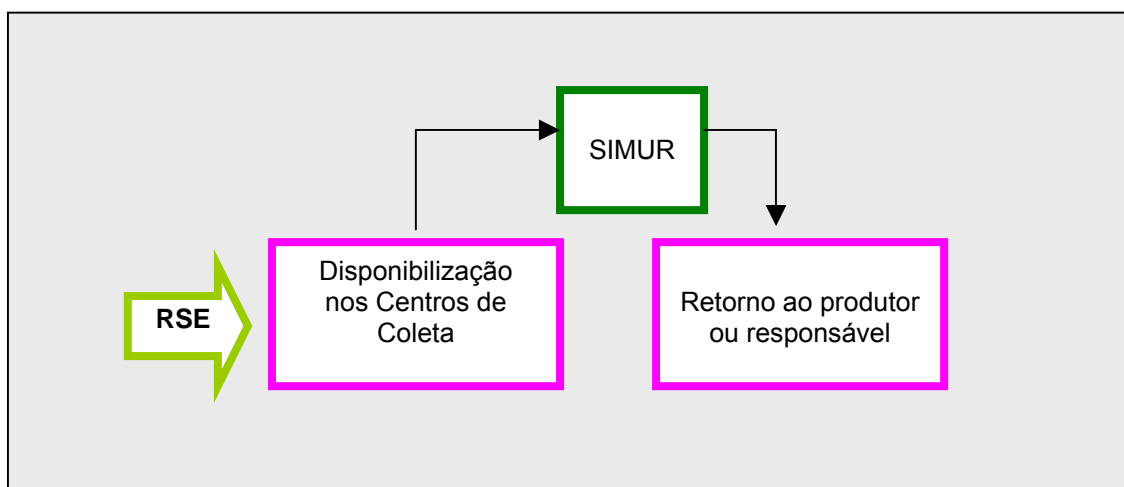 SIMUR
RSE
Disponibilização
nos Centros de
Coleta
Retorno ao produtor
ou responsável